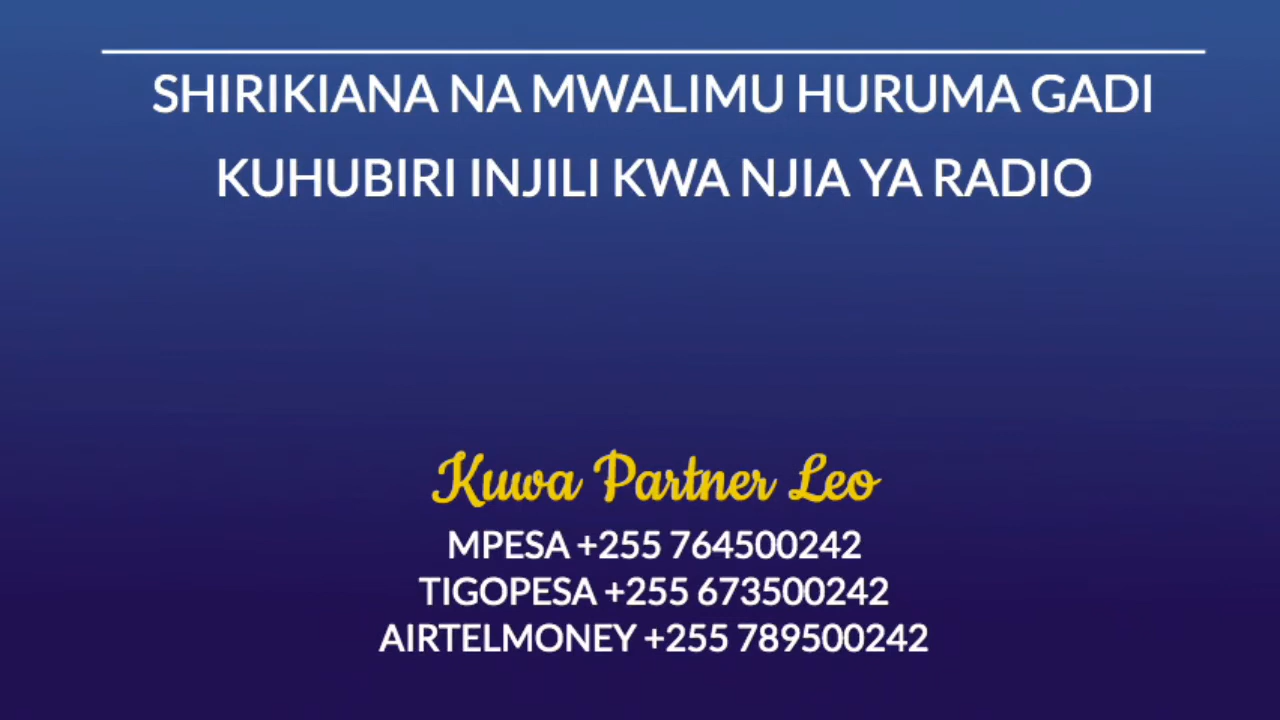 SHIRIKIANA NA MWALIMU HURUMA GADI
KUHUBIRI INJILI KWA NJIA YA RADIO
Kuwa Partner Leo
MPESA +255 764500242
TIGOPESA +255 673500242
AIRTELMONEY +255 789500242